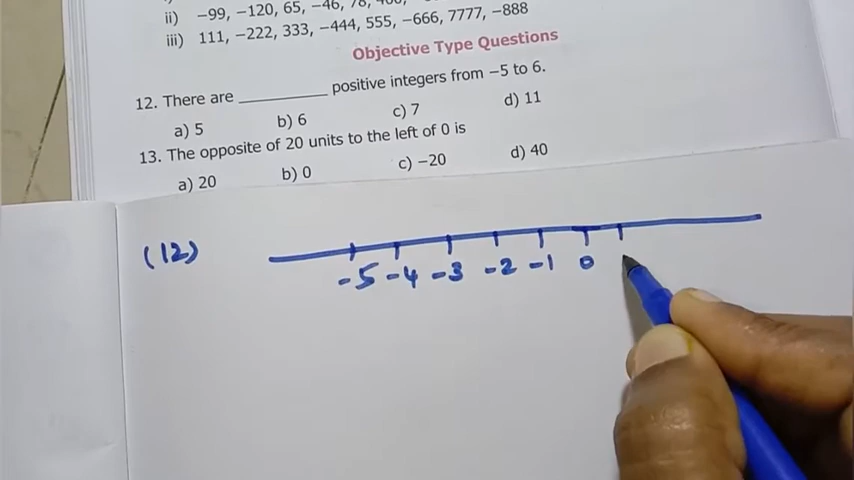 ii) −99, −120, 65, −46, 78,
iii) 111, −222, 333, −444, 555, −666, 7777, −888
Objective Type Questions
12. There are __________ positive integers from −5 to 6.
a) 5 b) 6 c) 7 d) 11
13. The opposite of 20 units to the left of 0 is
a) 20 b) 0 c) −20 d) 40
(12)
-5 -4 -3 -2 -1 0